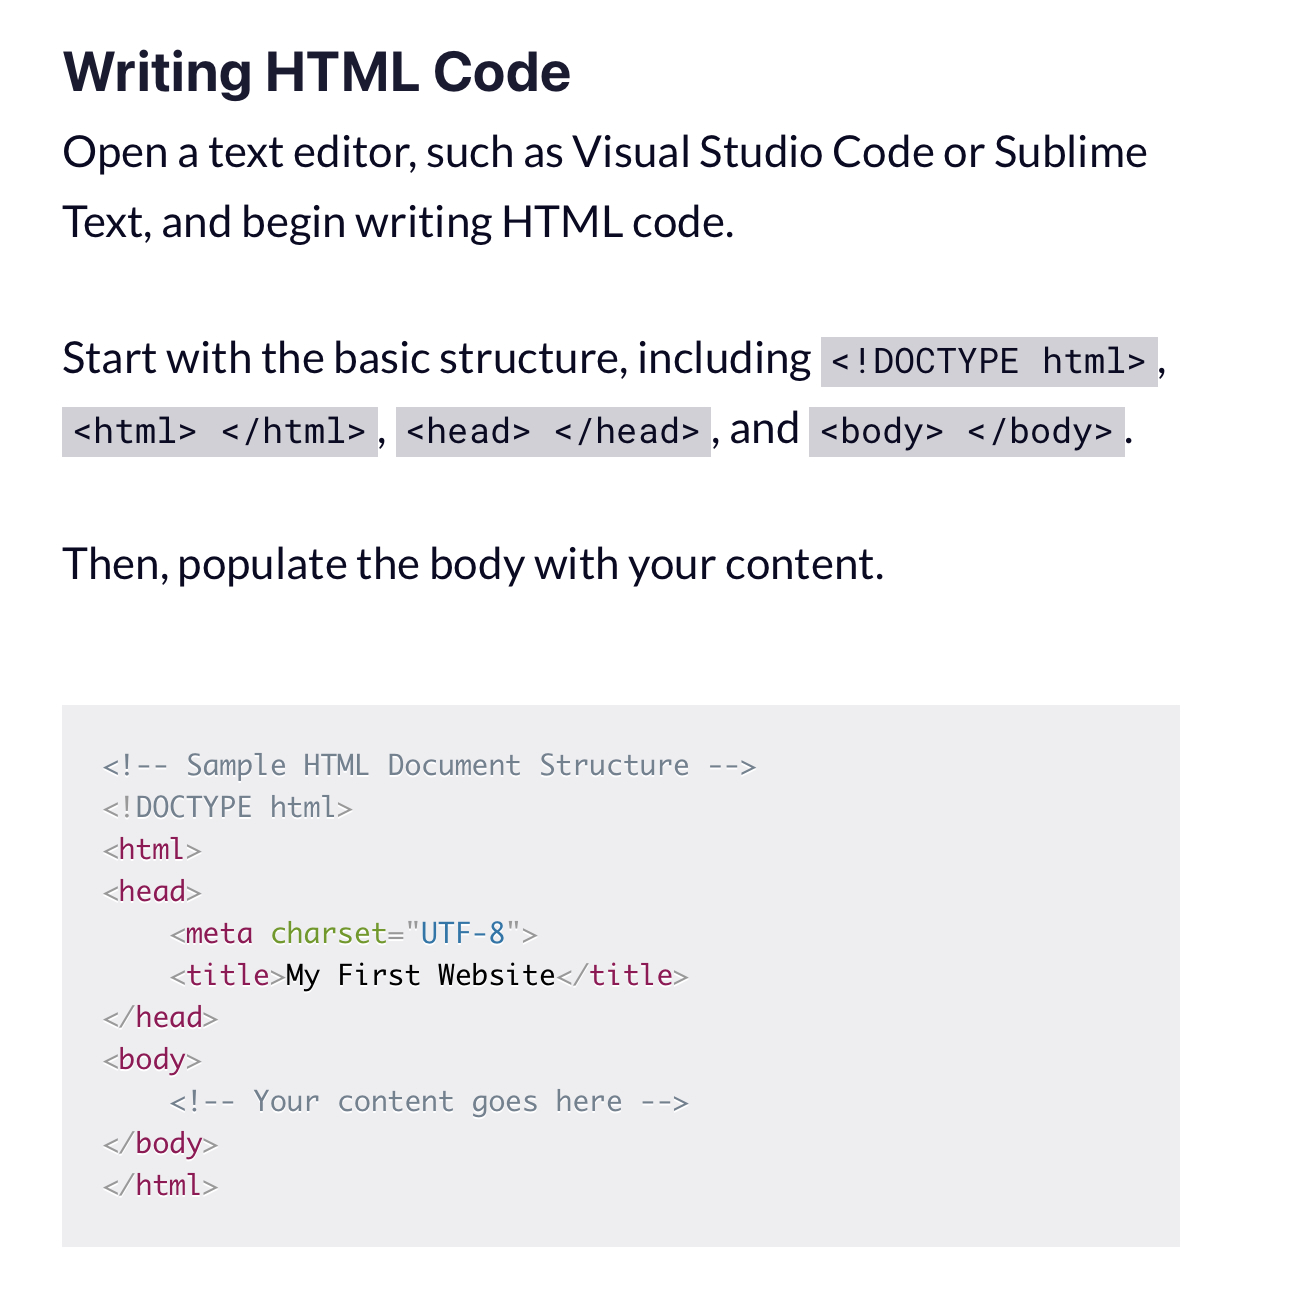 Writing HTML Code
Open a text editor, such as Visual Studio Code or Sublime
Text, and begin writing HTML code.
Start with the basic structure, including <!DOCTYPE html>,
<html> </html>, <head> </head>, and <body> </body>.
Then, populate the body with your content.
<!-- Sample HTML Document Structure -->
<!DOCTYPE html>
<html>
<head>
    <meta charset="UTF-8">
    <title>My First Website</title>
</head>
<body>
    <!-- Your content goes here -->
</body>
</html>